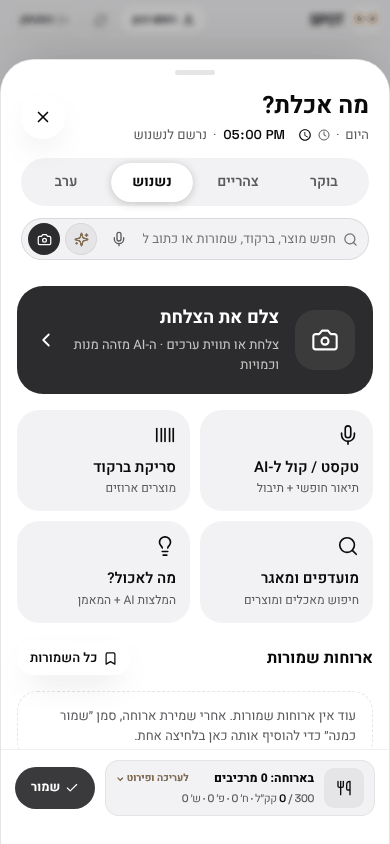 SPOT
מה אכלת?
היום · 05:00 PM · נרשם לנשנוש
בוקר צהריים נשנוש ערב
חפש מוצר, ברקוד, שמורות או כתוב ל
צלם את הצלחת
צלחת או תווית ערכים · ה-AI מזהה מנות
וכמויות
טקסט / קול ל-AI
תיאור חופשי + תיבול
סריקת ברקוד
מוצרים ארוזים
מועדפים ומאגר
חיפוש מאכלים ומוצרים
מה לאכול?
המלצות AI + המאמן
ארוחות שמורות
כל השמורות
עוד אין ארוחות שמורות. אחרי שמירת ארוחה, סמן "שמור
כמנה" כדי להוסיף אותה כאן בלחיצה אחת.
בארוחה: 0 מרכיבים
לעריכה ופירוט
0 / 300 קק"ל · ח' 0 · פ' 0 · ש' 0
שמור